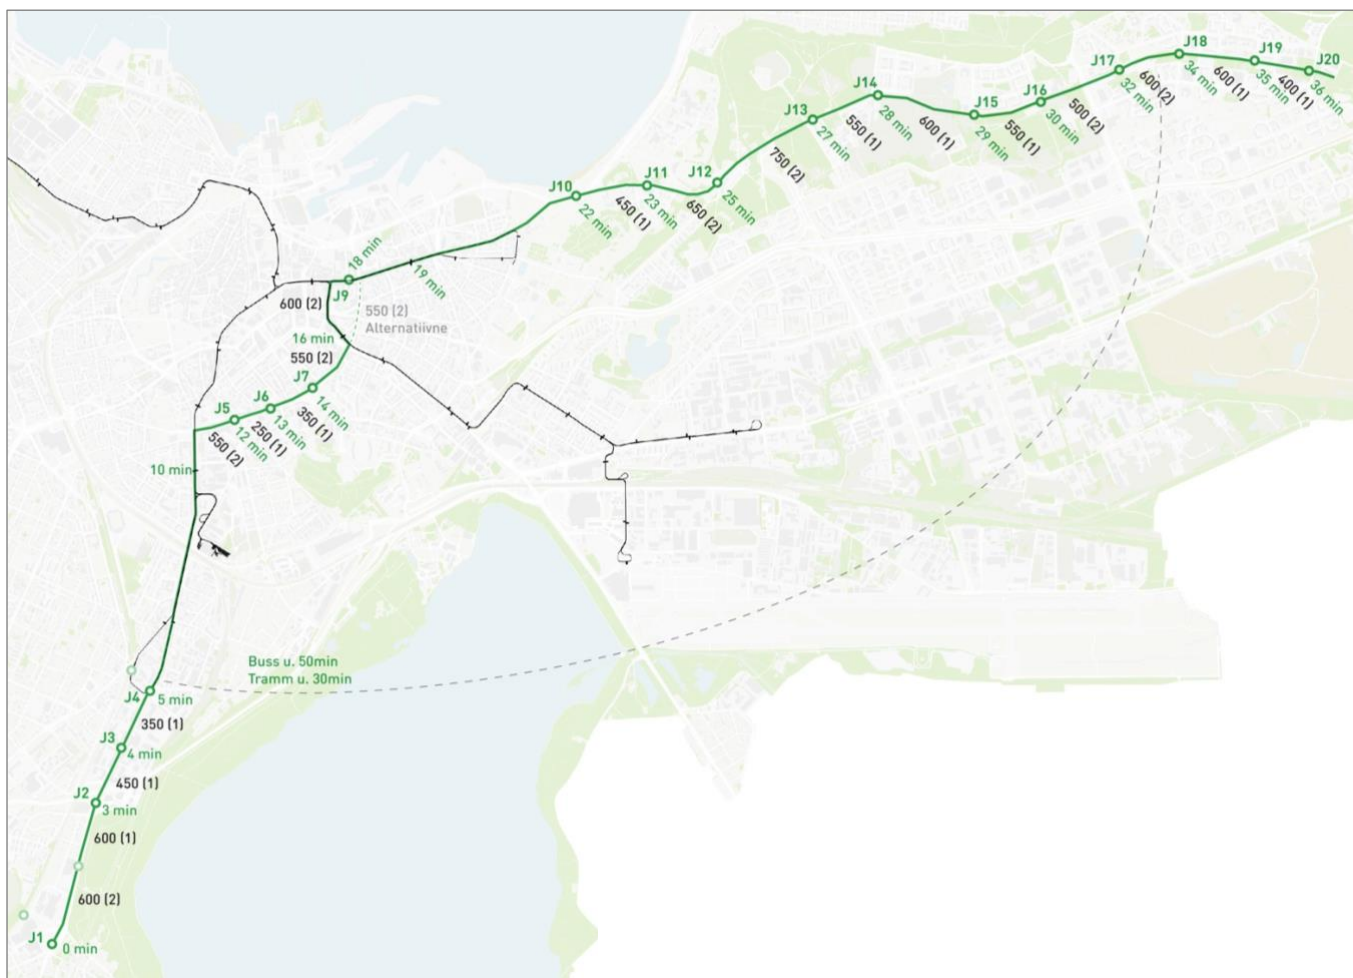 J1
0 min
600 (2)
600 (1)
J2
3 min
450 (1)
J3
4 min
350 (1)
J4
5 min
Buss u. 50min
Tramm u. 30min
10 min
550 (2)
J5
12 min
250 (1)
J6
13 min
350 (1)
J7
14 min
550 (2)
16 min
600 (2)
J9
18 min
550 (2)
Alternatiivne
19 min
J10
22 min
450 (1)
J11
23 min
650 (2)
J12
25 min
750 (2)
J13
27 min
550 (1)
J14
28 min
600 (1)
J15
29 min
550 (1)
J16
30 min
500 (2)
J17
32 min
600 (2)
J18
34 min
600 (1)
J19
35 min
400 (1)
J20
36 min